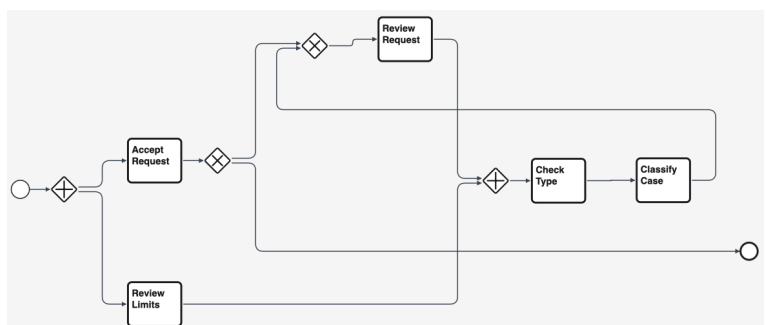 Review
Request
Accept
Request
Check
Type
Classify
Case
Review
Limits